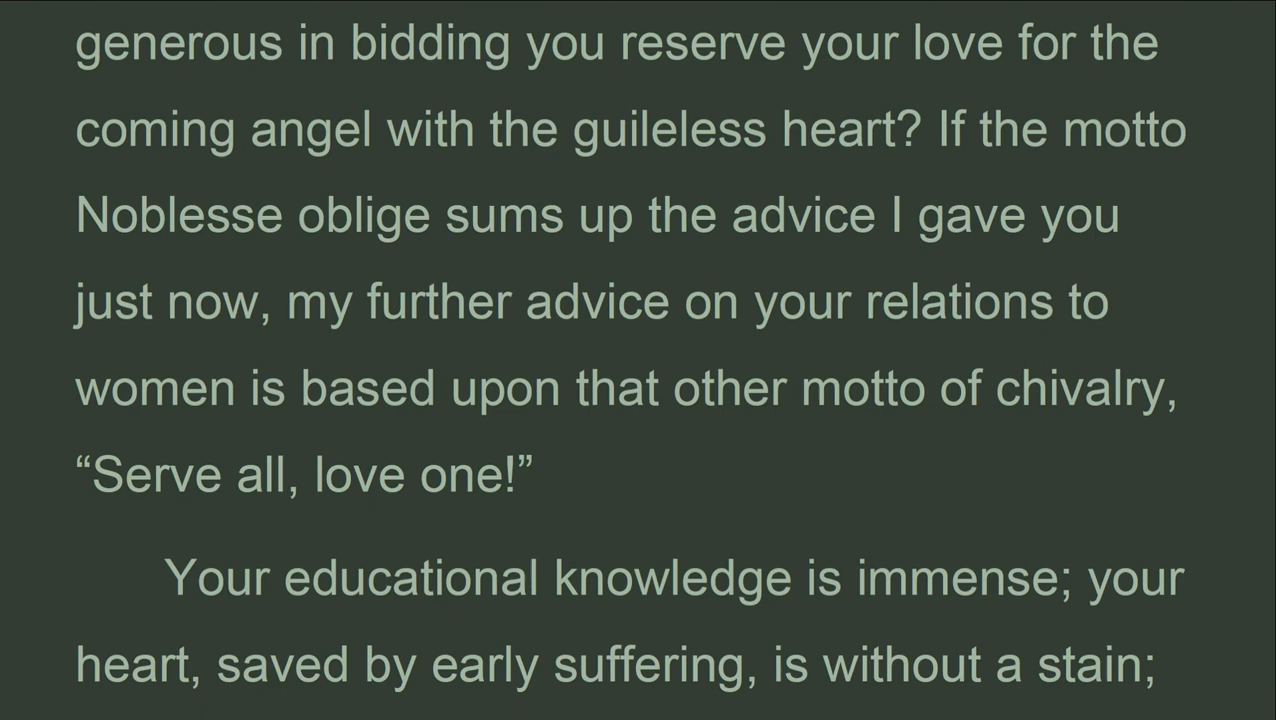 generous in bidding you reserve your love for the
coming angel with the guileless heart? If the motto
Noblesse oblige sums up the advice I gave you
just now, my further advice on your relations to
women is based upon that other motto of chivalry,
“Serve all, love one!”
Your educational knowledge is immense; your
heart, saved by early suffering, is without a stain;